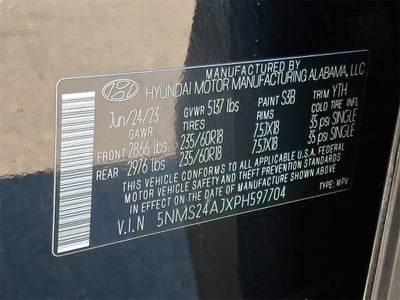 HYUNDAI MOTOR MANUFACTURING ALABAMA, LLC
Jun/24/23 GVWR 5137 lbs PAINT S3B TRIM YTH
GAWR TIRES RIMS COLD TIRE INFL.
FRONT 2866 lbs 235/60R18 7.5JX18 35 psi SINGLE
REAR 2976 lbs 235/60R18 7.5JX18 35 psi SINGLE
THIS VEHICLE CONFORMS TO ALL APPLICABLE FEDERAL
MOTOR VEHICLE SAFETY AND THEFT PREVENTION STANDARDS IN EFFECT ON THE
DATE OF MANUFACTURE SHOWN ABOVE.
V.I.N 5NMS24AJXPH597704 TYPE: MPV